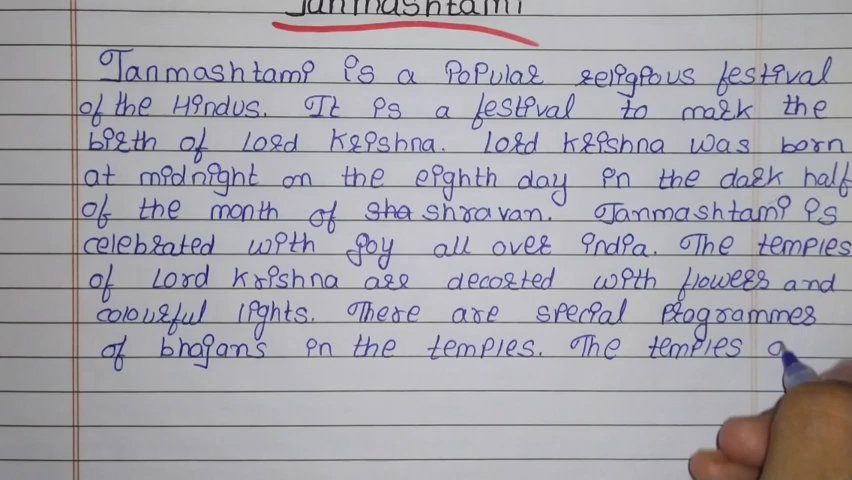 Janmashtami
Janmashtami is a popular religious festival
of the Hindus. It is a festival to mark the
birth of Lord Krishna. Lord Krishna was born
at midnight on the eighth day in the dark half
of the month of sha shravan. Janmashtami is
celebrated with joy all over india. The temples
of Lord Krishna are decorted with flowers and
colourful lights. There are special programmes
of bhajans in the temples. The temples a